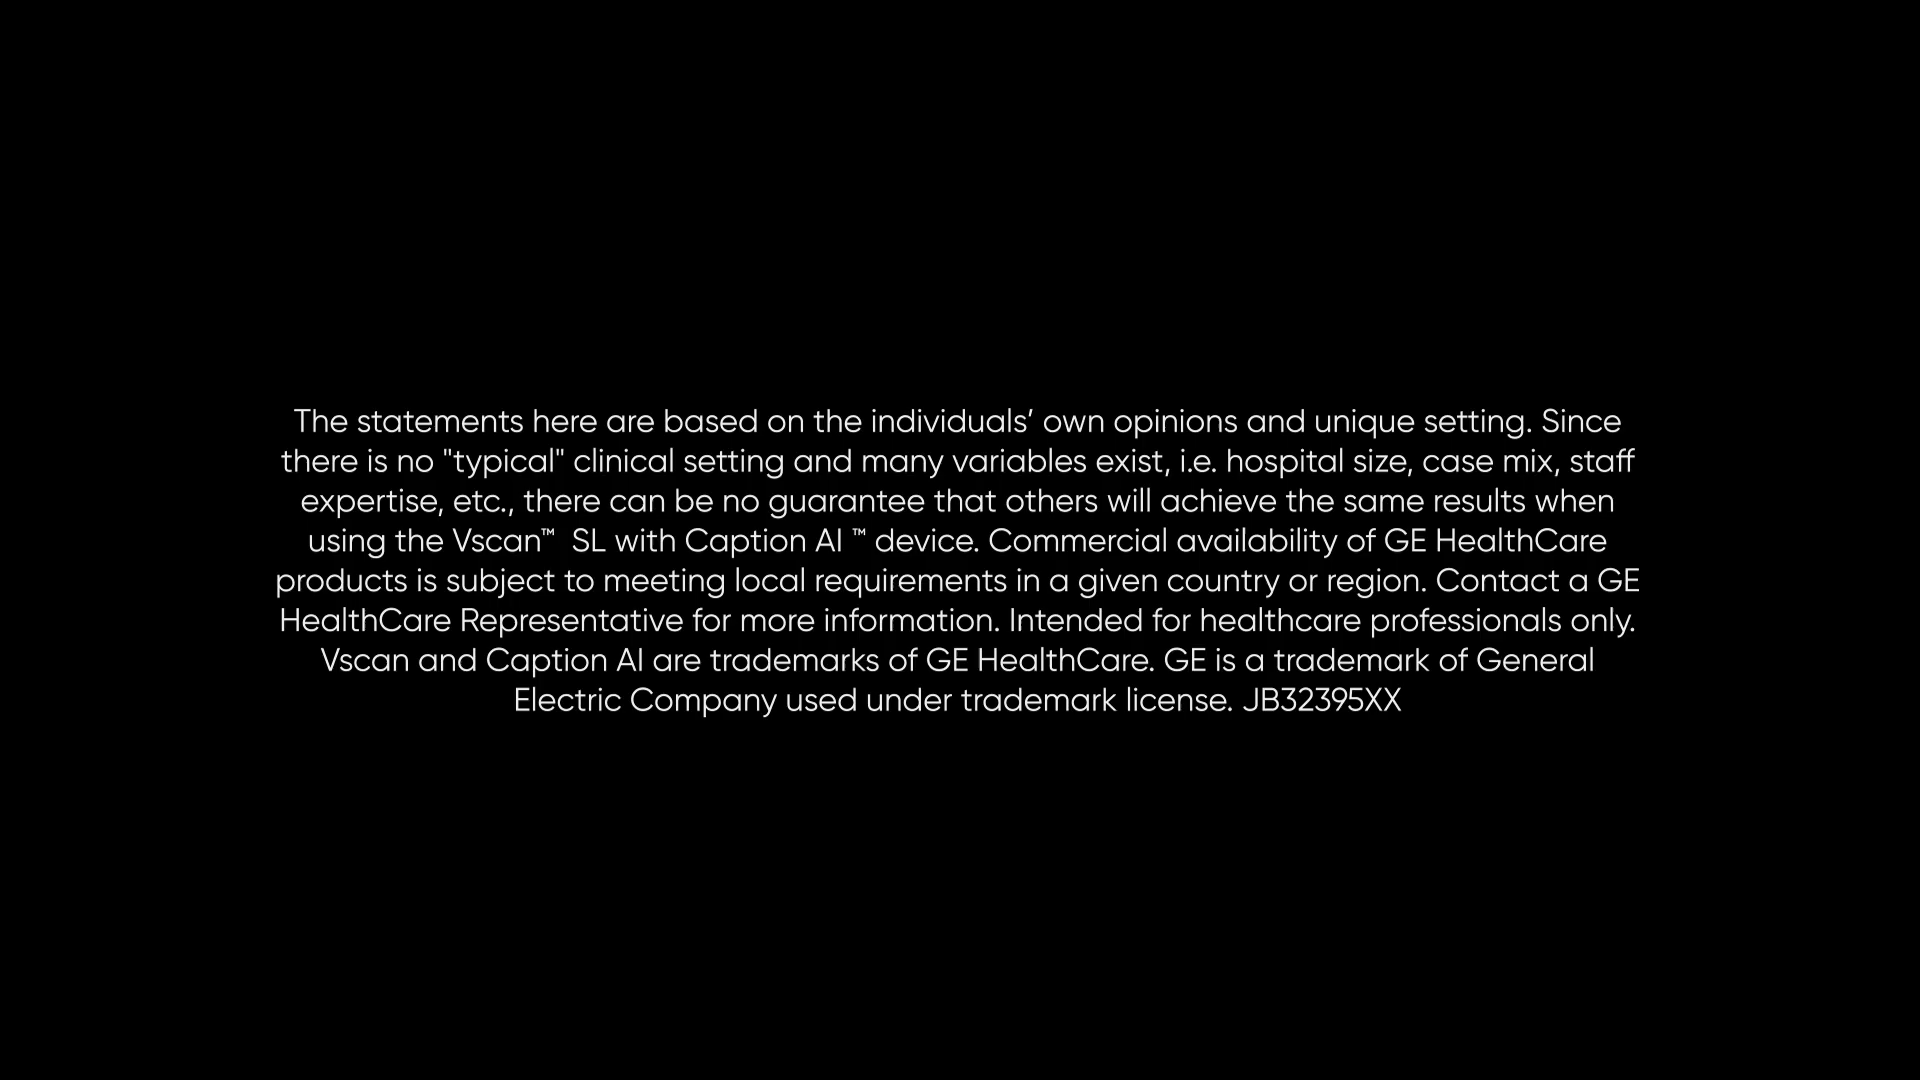 The statements here are based on the individuals’ own opinions and unique setting. Since
there is no "typical" clinical setting and many variables exist, i.e. hospital size, case mix, staff
expertise, etc., there can be no guarantee that others will achieve the same results when
using the Vscan™  SL with Caption AI ™ device. Commercial availability of GE HealthCare
products is subject to meeting local requirements in a given country or region. Contact a GE
HealthCare Representative for more information. Intended for healthcare professionals only.
Vscan and Caption AI are trademarks of GE HealthCare. GE is a trademark of General
Electric Company used under trademark license. JB32395XX